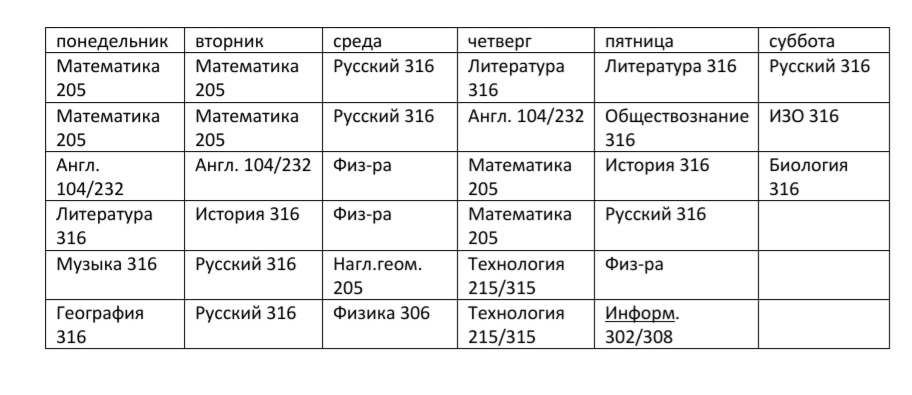 понедельник вторник среда четверг пятница суббота
Математика Математика Русский 316 Литература Литература 316 Русский 316
205 205 316
Математика Математика Русский 316 Англ. 104/232 Обществознание ИЗО 316
205 205 316
Англ. Англ. 104/232 Физ-ра Математика История 316 Биология
104/232 205 316
Литература История 316 Физ-ра Математика Русский 316
316 205
Музыка 316 Русский 316 Нагл.геом. Технология Физ-ра
205 215/315
География Русский 316 Физика 306 Технология Информ.
316 215/315 302/308